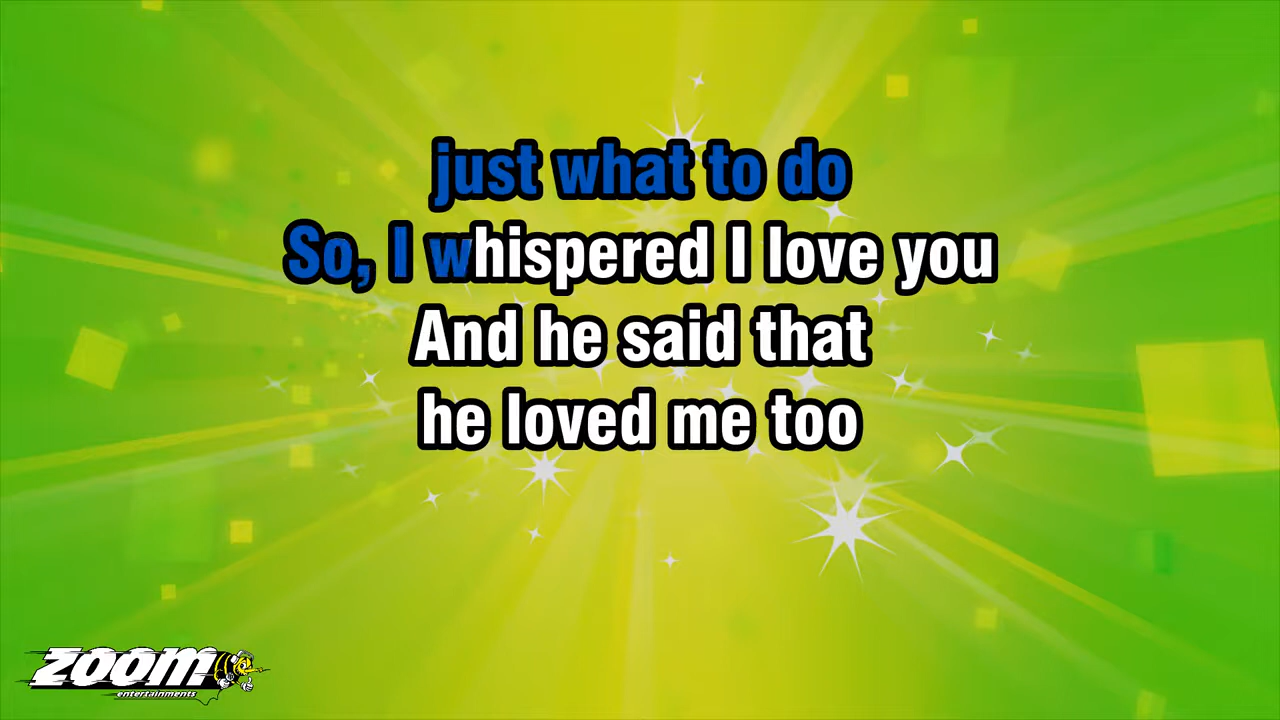 just what to do
So, I whispered I love you
And he said that
he loved me too
ZOOM
entertainments